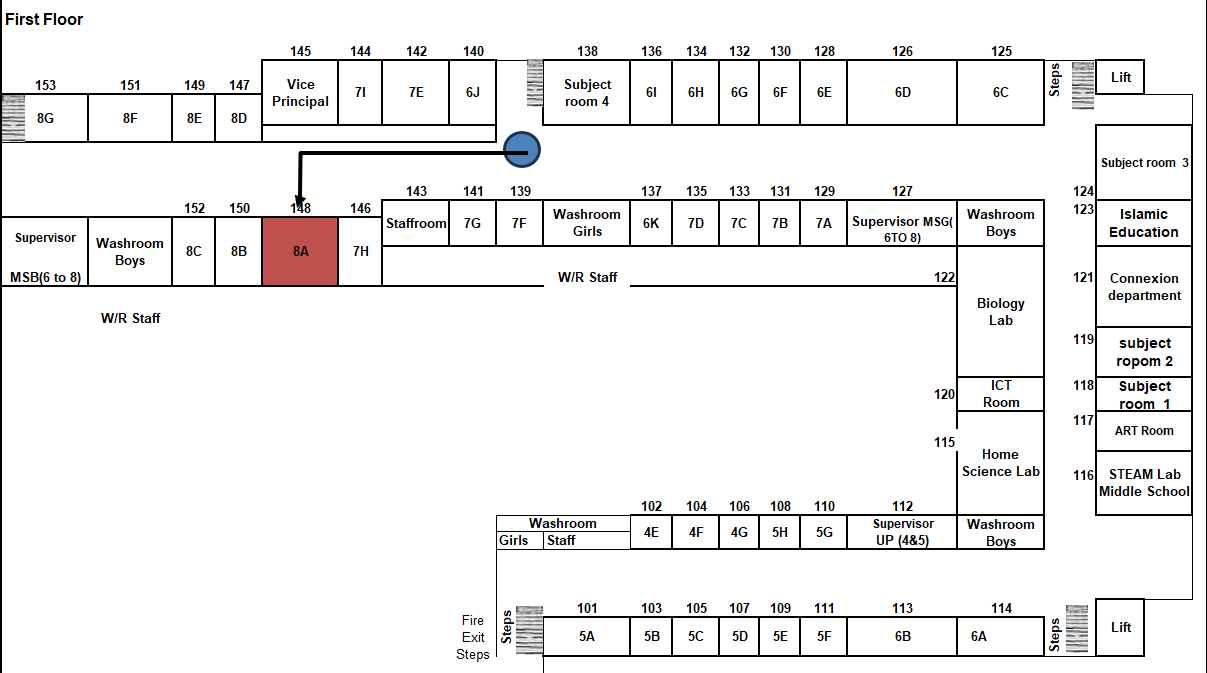 First Floor
145 144 142 140 138 136 134 132 130 128 126 125
153 151 149 147
Vice
Principal
7I 7E 6J
Subject
room 4
6I 6H 6G 6F 6E 6D 6C
Steps
Lift
8G 8F 8E 8D
Subject room 3
143 141 139 137 135 133 131 129 127 124
152 150 148 146
123
Staffroom 7G 7F
Washroom
Girls
6K 7D 7C 7B 7A
Supervisor MSG(
6TO 8)
Washroom
Boys
Islamic
Education
Supervisor
MSB(6 to 8)
Washroom
Boys
8C 8B 8A 7H
W/R Staff
122
121
Connexion
department
Biology
Lab
W/R Staff
119
subject
ropom 2
120
ICT
Room
118
Subject
room 1
117
ART Room
115
Home
Science Lab
116
STEAM Lab
Middle School
102 104 106 108 110 112
Washroom
Girls Staff
4E 4F 4G 5H 5G
Supervisor
UP (4&5)
Washroom
Boys
101 103 105 107 109 111 113 114
Fire
Exit
Steps
Steps
5A 5B 5C 5D 5E 5F 6B 6A
Steps
Lift